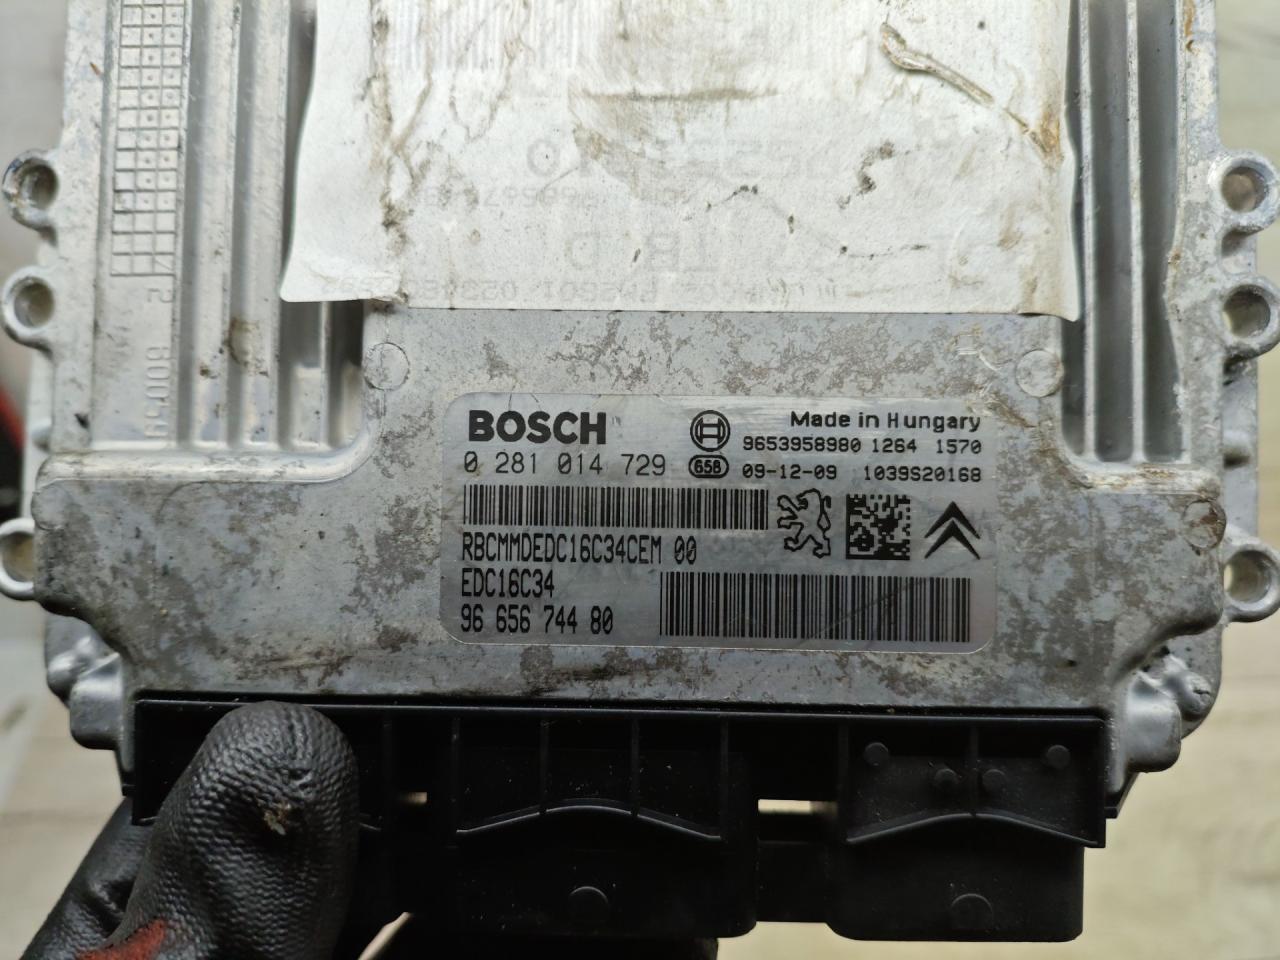 BOSCH
Made in Hungary
9653958980 1264 1570
0 281 014 729
658
09-12-09 1039S20168
RBCMMDEDC16C34CEM 00
EDC16C34
96 656 744 80